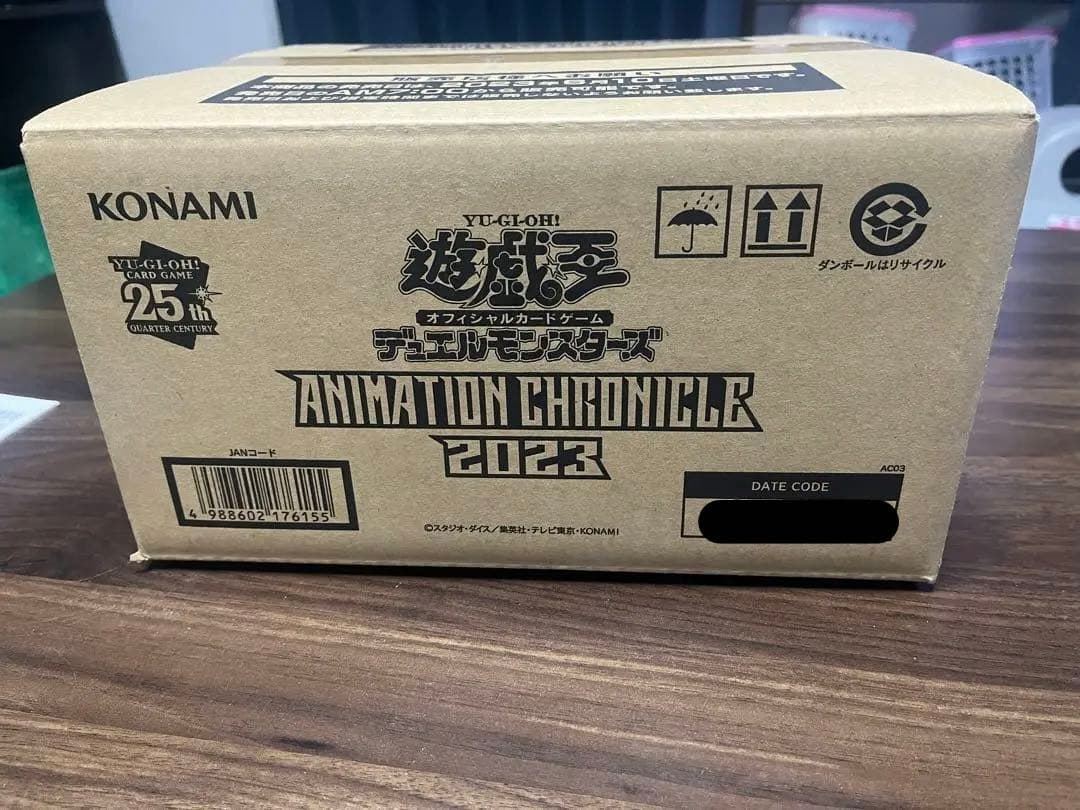 KONAMI
YU-GI-OH!
CARD GAME
25th
QUARTER CENTURY
YU-GI-OH!
遊戯王
オフィシャルカードゲーム
デュエルモンスターズ
ANIMATION CHRONICLE
2023
ダンボールはリサイクル
JANコード
4 988602 176155
©スタジオ・ダイス/集英社・テレビ東京・KONAMI
AC03
DATE CODE